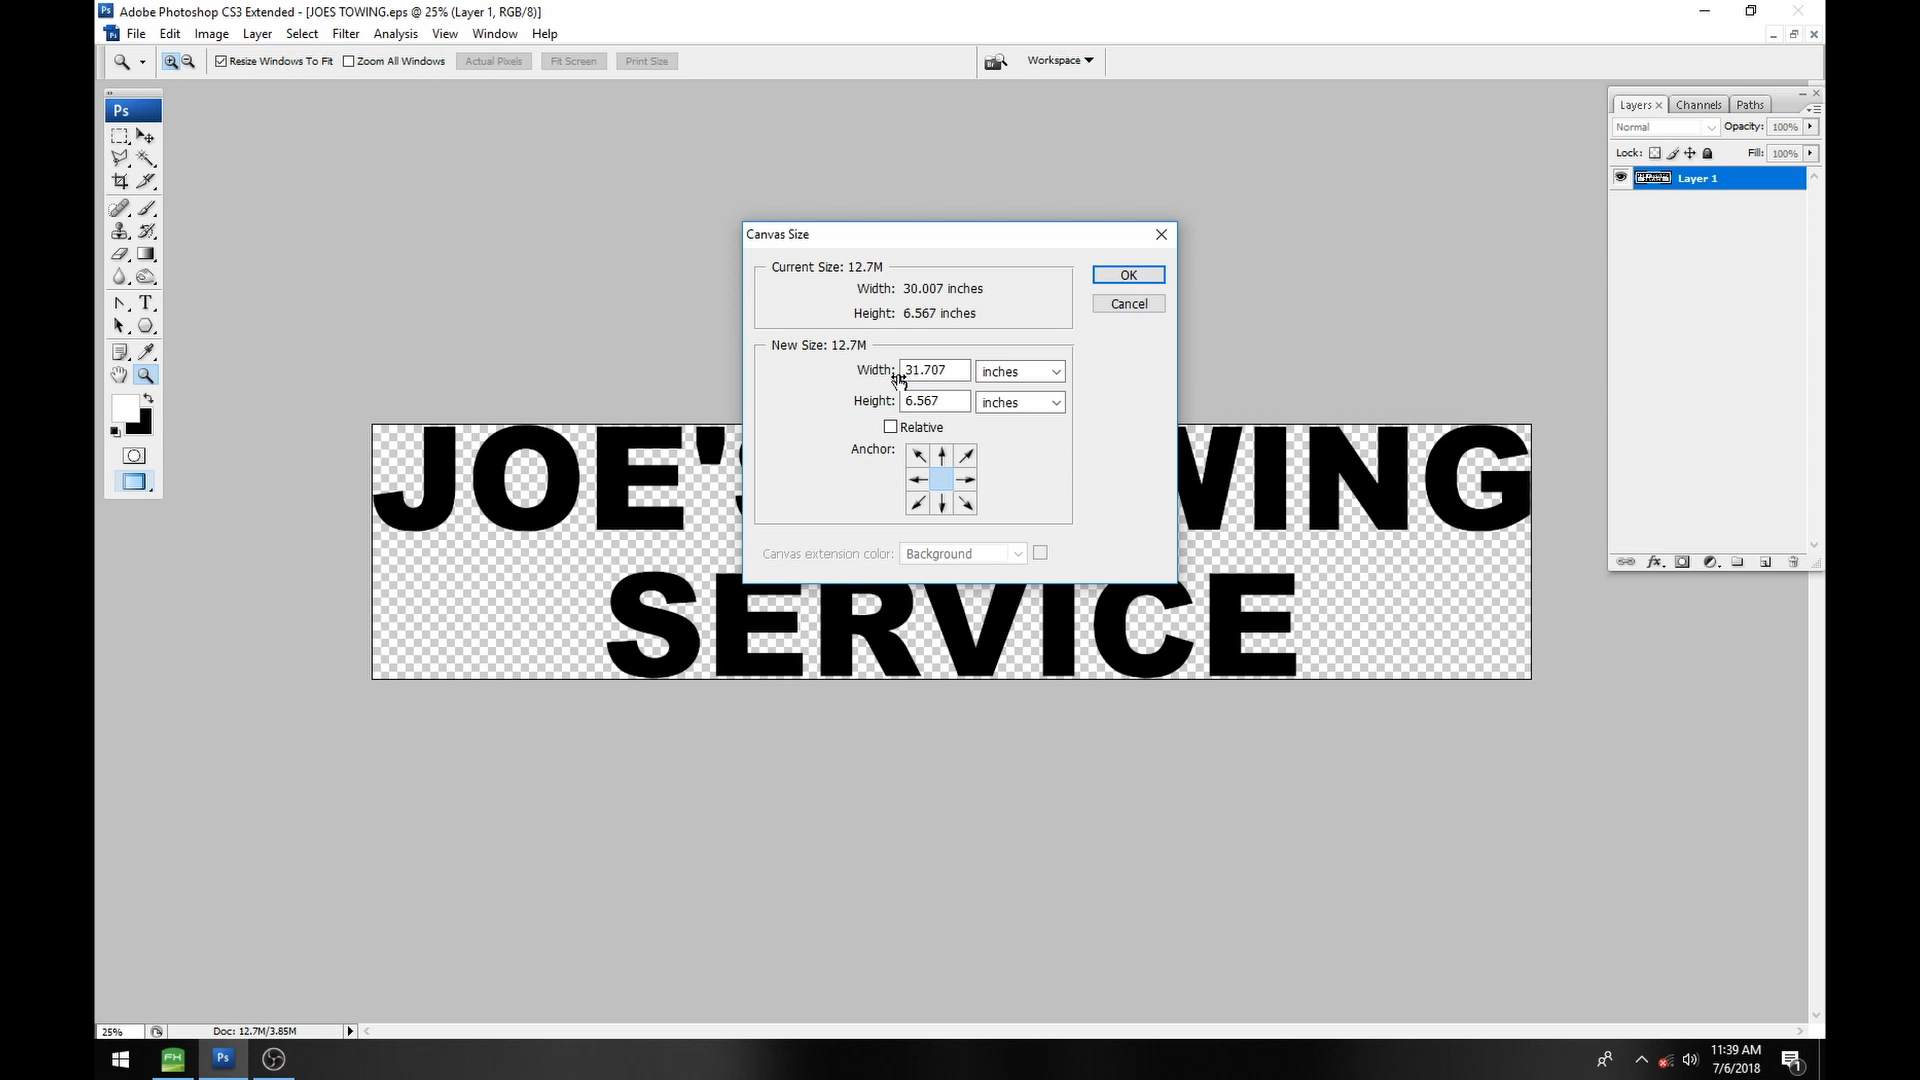 Adobe Photoshop CS3 Extended - [JOES TOWING.eps @ 25% (Layer 1, RGB/8)]
File Edit Image Layer Select Filter Analysis View Window Help
Resize Windows To Fit Zoom All Windows Actual Pixels Fit Screen Print Size Workspace
Ps
Layers Channels Paths
Normal Opacity: 100%
Lock: Fill: 100%
Layer 1
Canvas Size
Current Size: 12.7M
Width: 30.007 inches
Height: 6.567 inches
OK
Cancel
New Size: 12.7M
Width: 31.707 inches
Height: 6.567 inches
Relative
Anchor:
Canvas extension color: Background
JOE'S WING
SERVICE
25% Doc: 12.7M/3.85M
FH Ps
11:39 AM
7/6/2018
1